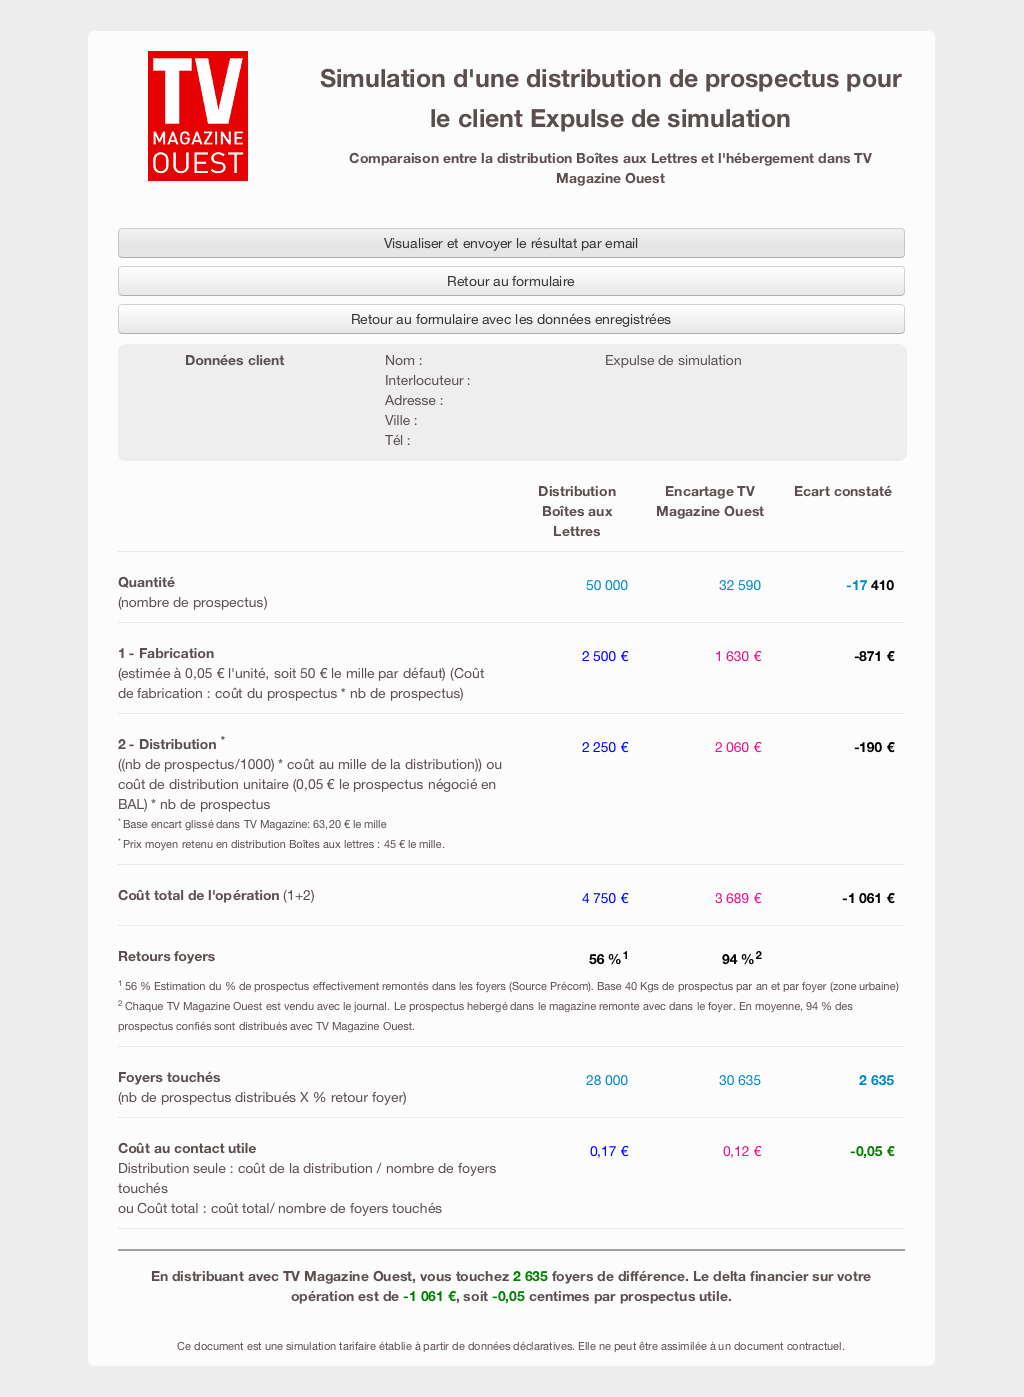 TV
MAGAZINE
OUEST
Simulation d'une distribution de prospectus pour
le client Expulse de simulation
Comparaison entre la distribution Boîtes aux Lettres et l'hébergement dans TV
Magazine Ouest
Visualiser et envoyer le résultat par email
Retour au formulaire
Retour au formulaire avec les données enregistrées
Données client Nom : Expulse de simulation
Interlocuteur :
Adresse :
Ville :
Tél :
Distribution Encartage TV Ecart constaté
Boîtes aux Magazine Ouest
Lettres
Quantité 50 000 32 590 -17 410
(nombre de prospectus)
1 - Fabrication 2 500 € 1 630 € -871 €
(estimée à 0,05 € l'unité, soit 50 € le mille par défaut) (Coût
de fabrication : coût du prospectus * nb de prospectus)
2 - Distribution * 2 250 € 2 060 € -190 €
((nb de prospectus/1000) * coût au mille de la distribution)) ou
coût de distribution unitaire (0,05 € le prospectus négocié en
BAL) * nb de prospectus
* Base encart glissé dans TV Magazine: 63,20 € le mille
* Prix moyen retenu en distribution Boîtes aux lettres : 45 € le mille.
Coût total de l'opération (1+2) 4 750 € 3 689 € -1 061 €
Retours foyers 56 %1 94 %2
1 56 % Estimation du % de prospectus effectivement remontés dans les foyers (Source Précom). Base 40 Kgs de prospectus par an et par foyer (zone urbaine)
2 Chaque TV Magazine Ouest est vendu avec le journal. Le prospectus hebergé dans le magazine remonte avec dans le foyer. En moyenne, 94 % des
prospectus confiés sont distribués avec TV Magazine Ouest.
Foyers touchés 28 000 30 635 2 635
(nb de prospectus distribués X % retour foyer)
Coût au contact utile 0,17 € 0,12 € -0,05 €
Distribution seule : coût de la distribution / nombre de foyers
touchés
ou Coût total : coût total/ nombre de foyers touchés
En distribuant avec TV Magazine Ouest, vous touchez 2 635 foyers de différence. Le delta financier sur votre
opération est de -1 061 €, soit -0,05 centimes par prospectus utile.
Ce document est une simulation tarifaire établie à partir de données déclaratives. Elle ne peut être assimilée à un document contractuel.